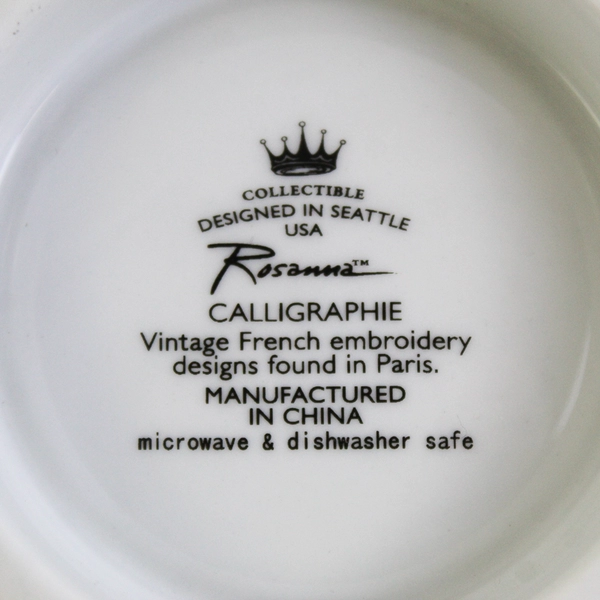 COLLECTIBLE
DESIGNED IN SEATTLE
USA
Rosanna™
CALLIGRAPHIE
Vintage French embroidery
designs found in Paris.
MANUFACTURED
IN CHINA
microwave & dishwasher safe